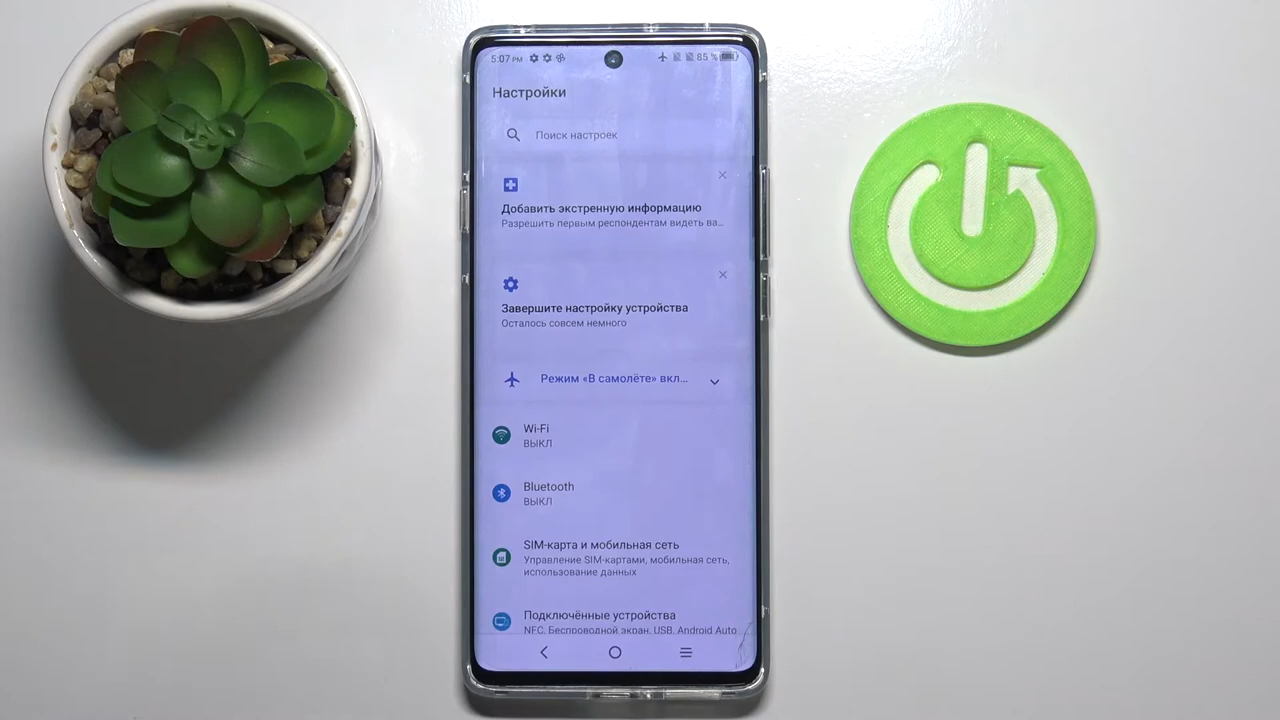 5:07 PM
85 %
Настройки
Поиск настроек
Добавить экстренную информацию
Разрешить первым респондентам видеть ва...
Завершите настройку устройства
Осталось совсем немного
Режим «В самолёте» вкл...
Wi-Fi
ВЫКЛ
Bluetooth
ВЫКЛ
SIM-карта и мобильная сеть
Управление SIM-картами, мобильная сеть,
использование данных
Подключённые устройства
NFC, Беспроводной экран, USB, Android Auto